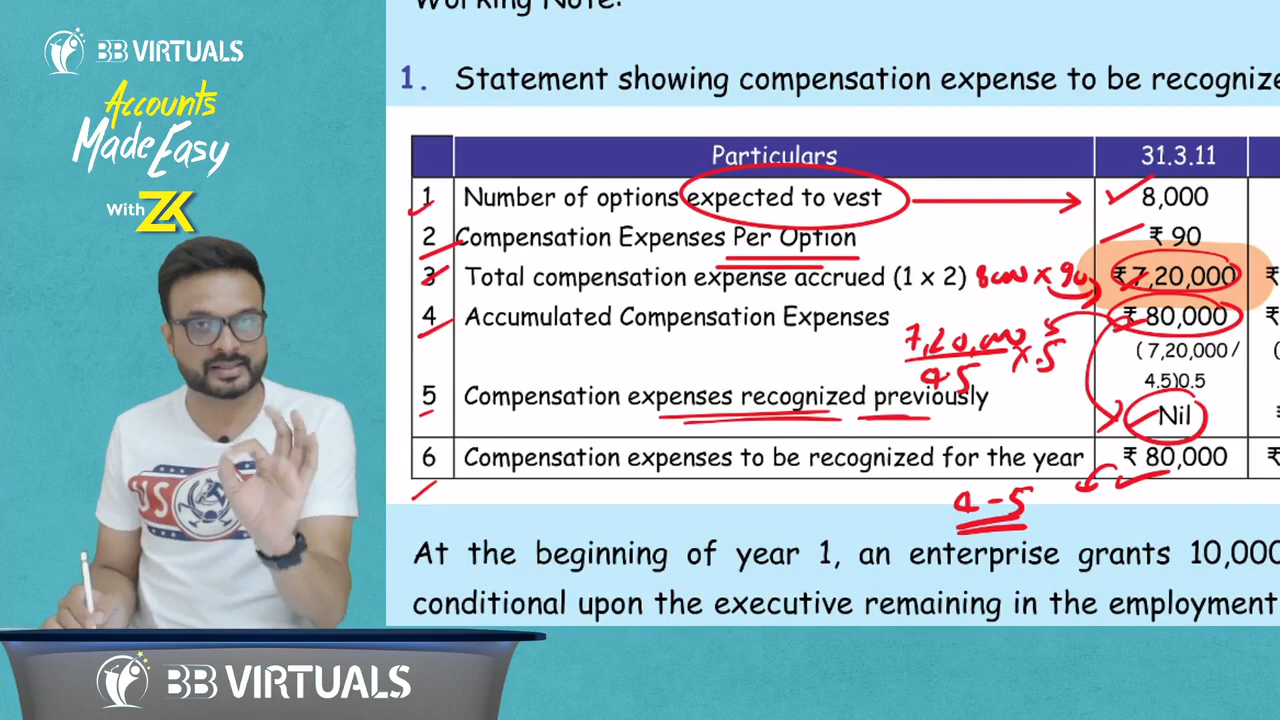 BB VIRTUALS
Accounts
Made Easy
With ZK
Working Note:
1. Statement showing compensation expense to be recognize
Particulars 31.3.11
1 Number of options expected to vest 8,000
2 Compensation Expenses Per Option ₹ 90
3 Total compensation expense accrued (1 x 2) 8000 x 90 ₹ 7,20,000 ₹
4 Accumulated Compensation Expenses ₹ 80,000 ₹
7,20,000 x .5
4.5
(7,20,000/ (
4.5)0.5
5 Compensation expenses recognized previously Nil ₹
6 Compensation expenses to be recognized for the year ₹ 80,000 ₹
4 - 5
At the beginning of year 1, an enterprise grants 10,000
conditional upon the executive remaining in the employment
US
BB VIRTUALS